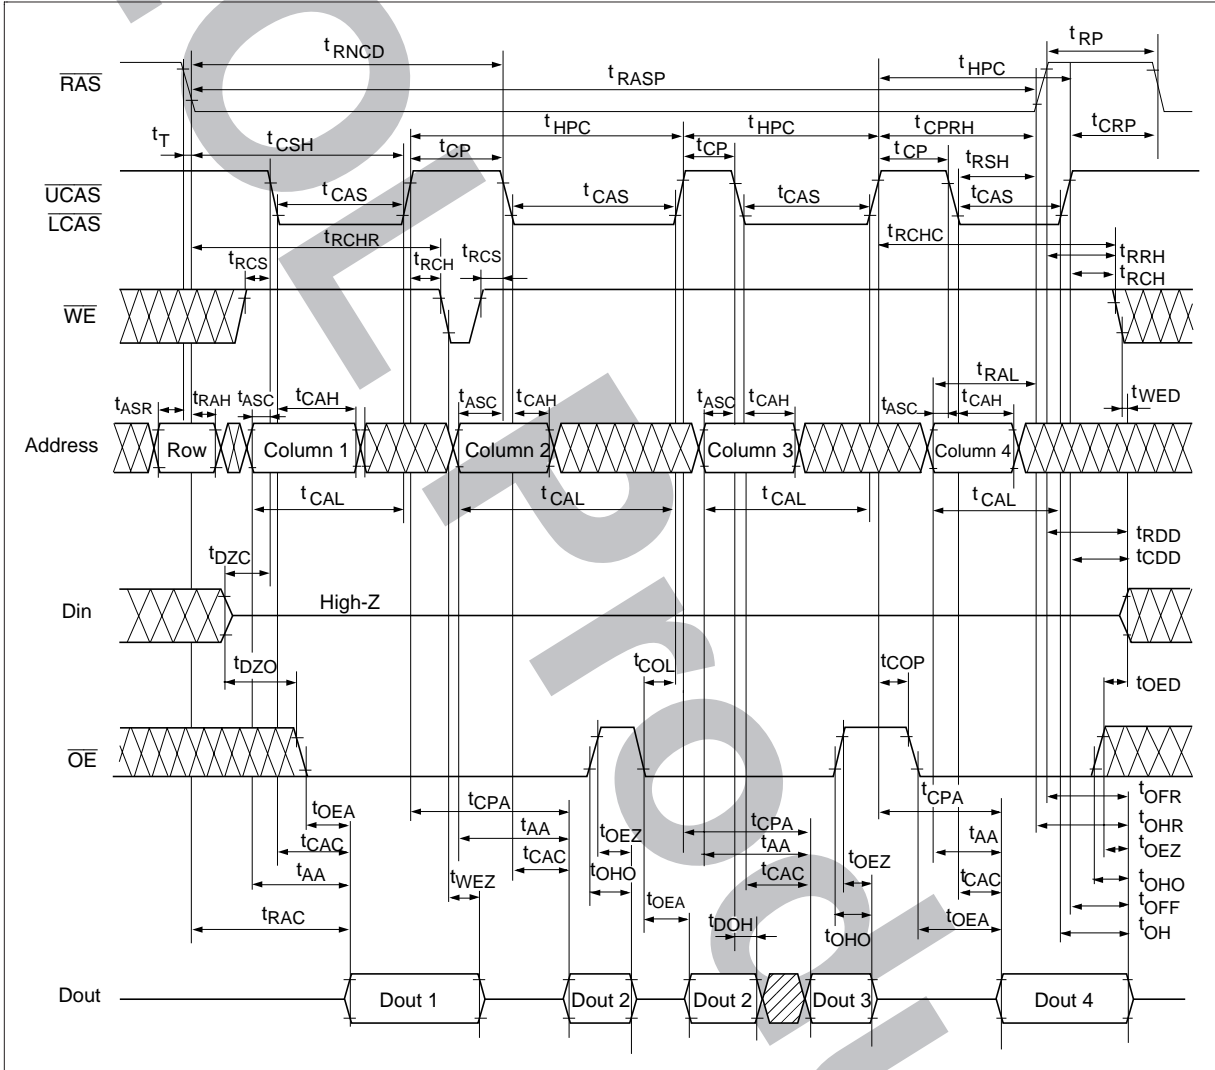 tRNCD
tRP
tRASP
tHPC
RAS
tT
tCSH
tHPC
tHPC
tCPRH
tCRP
tCP
tCP
tCP
tRSH
UCAS
LCAS
tCAS
tCAS
tCAS
tCAS
tRCHR
tRCHC
tRCS
tRCH
tRCS
tRRH
tRCH
WE
tRAL
tASR
tRAH
tASC
tCAH
tASC
tCAH
tASC
tCAH
tASC
tCAH
tWED
Address
Row
Column 1
Column 2
Column 3
Column 4
tCAL
tCAL
tCAL
tCAL
tRDD
tCDD
tDZC
Din
High-Z
tDZO
tCOL
tCOP
tOED
OE
tOEA
tCPA
tCPA
tCPA
tOFR
tCAC
tAA
tOEZ
tAA
tOEZ
tAA
tOHR
tOEZ
tAA
tCAC
tOHO
tCAC
tCAC
tOHO
tWEZ
tOEA
tDOH
tOHO
tOEA
tOFF
tRAC
tOH
Dout
Dout 1
Dout 2
Dout 2
Dout 3
Dout 4